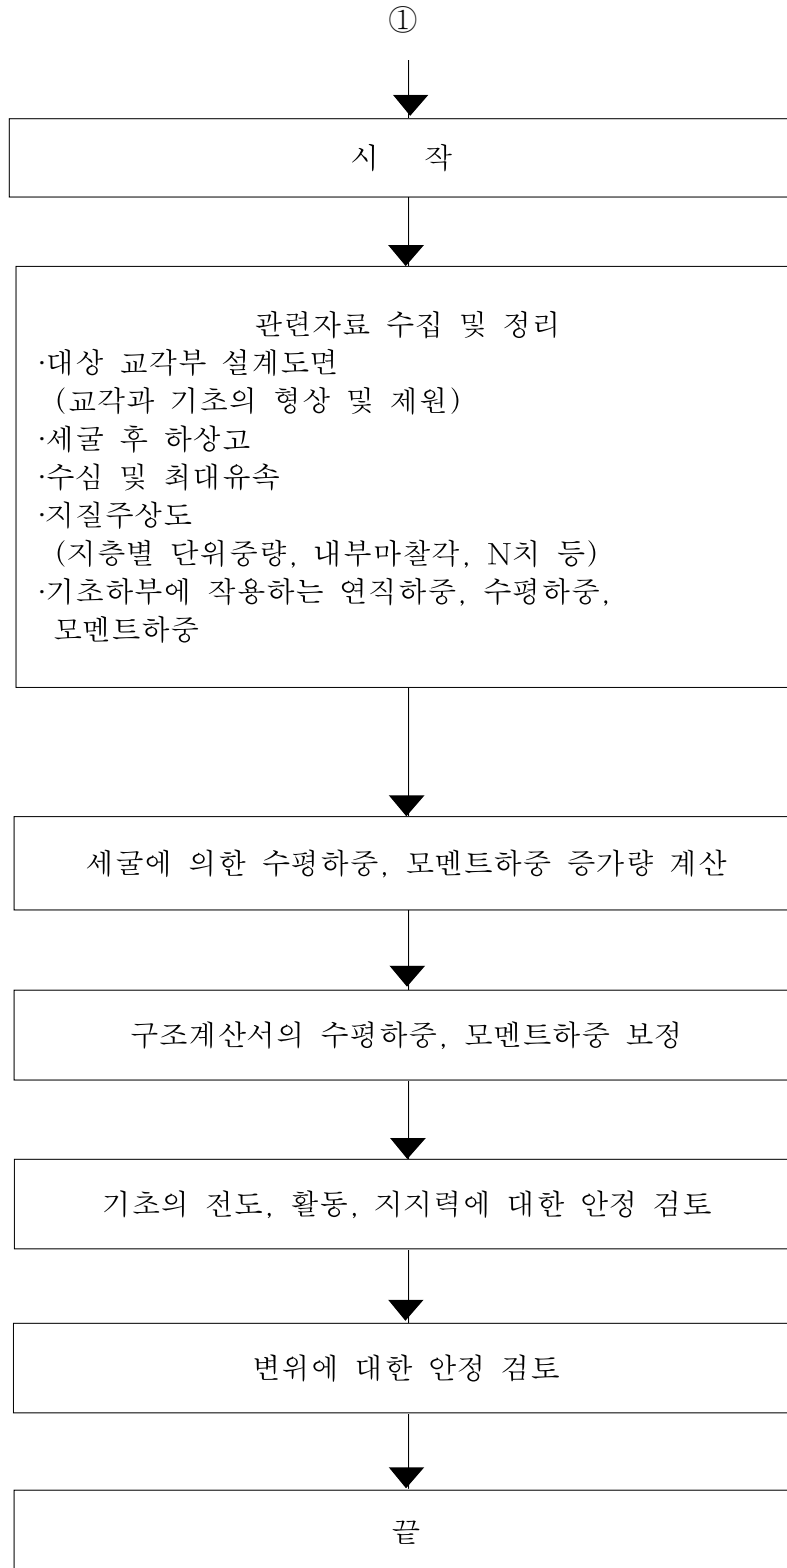 ①
시 작
관련자료 수집 및 정리
·대상 교각부 설계도면
(교각과 기초의 형상 및 제원)
·세굴 후 하상고
·수심 및 최대유속
·지질주상도
(지층별 단위중량, 내부마찰각, N치 등)
·기초하부에 작용하는 연직하중, 수평하중,
모멘트하중
세굴에 의한 수평하중, 모멘트하중 증가량 계산
구조계산서의 수평하중, 모멘트하중 보정
기초의 전도, 활동, 지지력에 대한 안정 검토
변위에 대한 안정 검토
끝